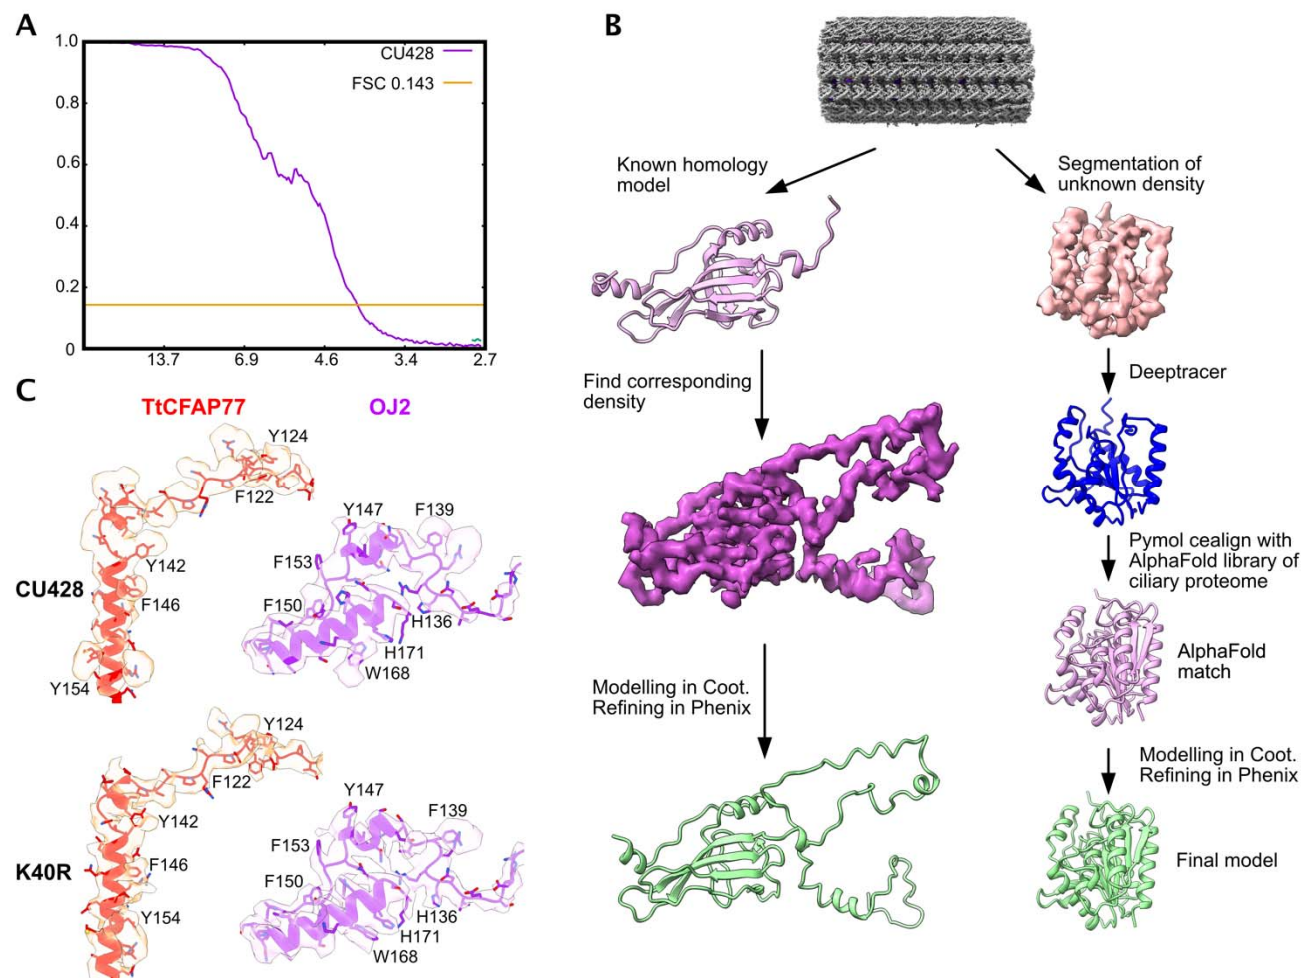 A
1.0
0.8
0.6
0.4
0.2
0
13.7
6.9
4.6
3.4
2.7
CU428
FSC 0.143
B
Known homology
model
Segmentation of
unknown density
Find corresponding
density
Deeptracer
Pymol cealign with
AlphaFold library of
ciliary proteome
AlphaFold
match
Modelling in Coot.
Refining in Phenix
Modelling in Coot.
Refining in Phenix
Final model
C
TtCFAP77
OJ2
CU428
Y124
F122
Y142
F146
Y154
Y147
F139
F153
F150
H136
H171
W168
K40R
Y124
F122
Y142
F146
Y154
Y147
F139
F153
F150
H136
H171
W168